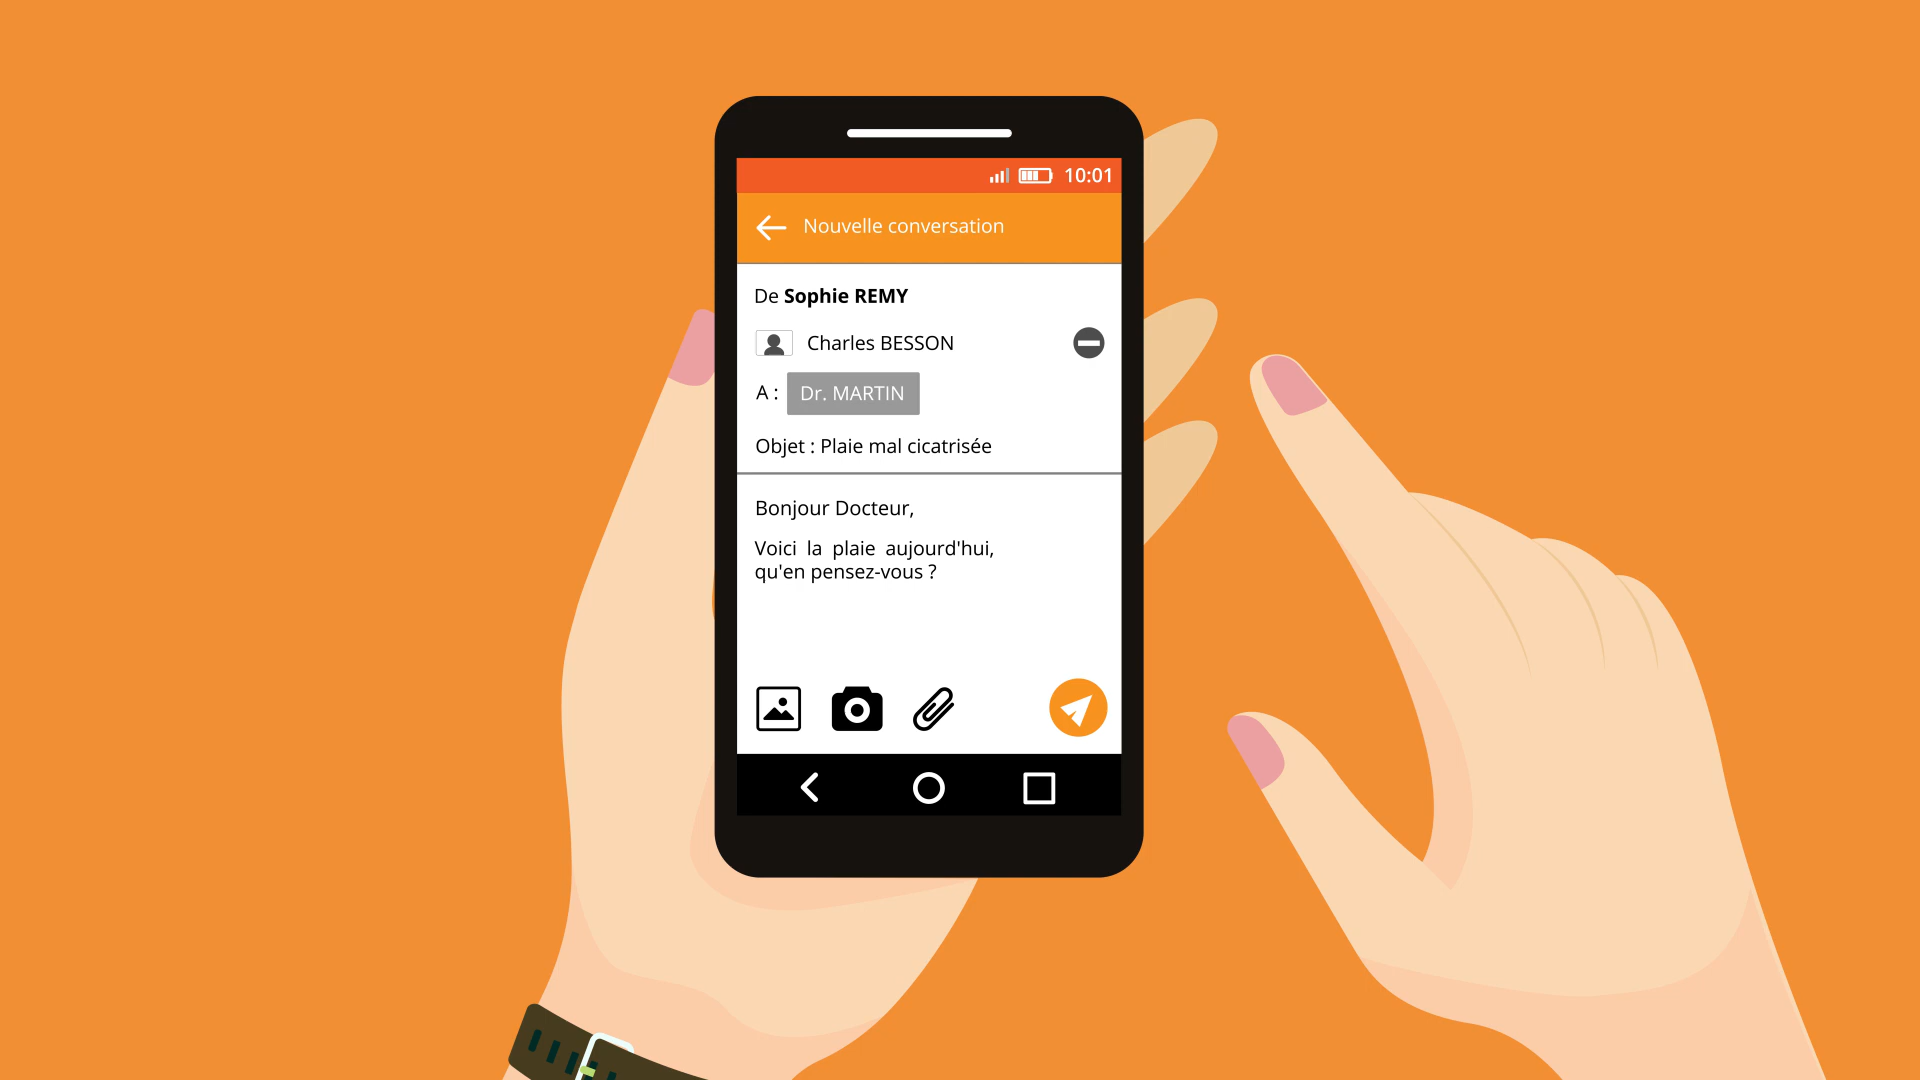 10:01
Nouvelle conversation
De Sophie REMY
Charles BESSON
A : Dr. MARTIN
Objet : Plaie mal cicatrisée
Bonjour Docteur,
Voici la plaie aujourd'hui,
qu'en pensez-vous ?